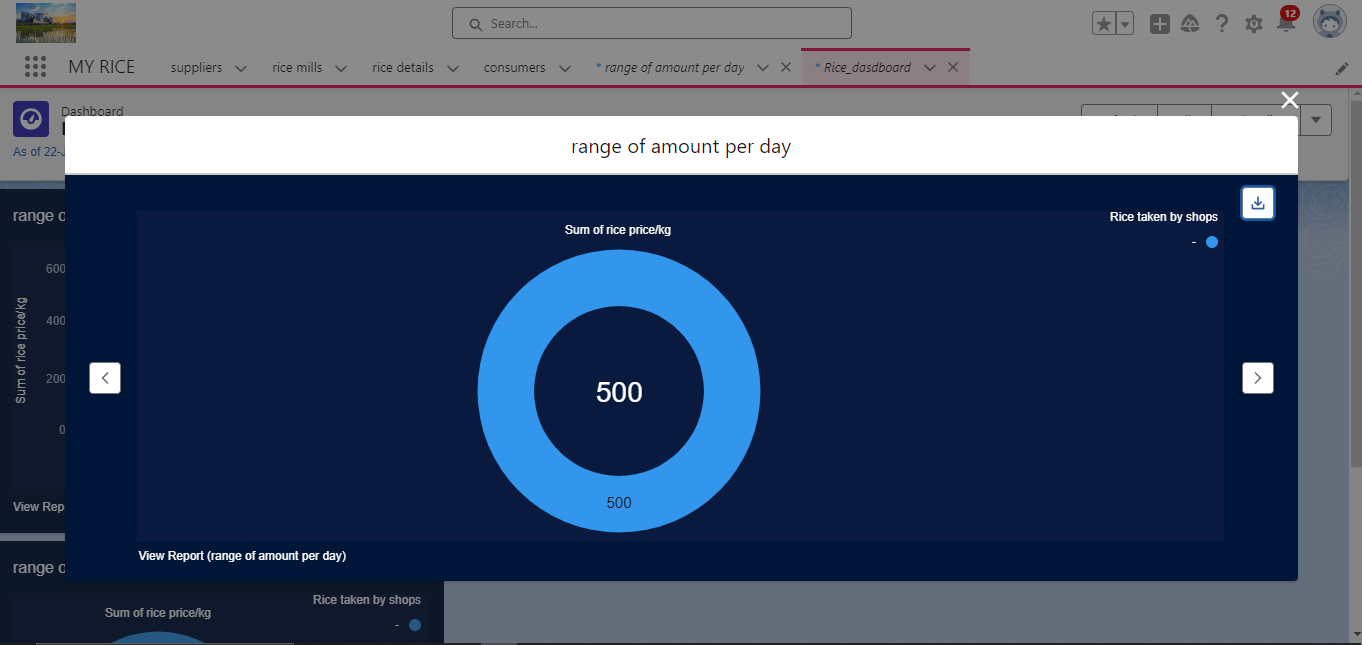 Search...
12
MY RICE
suppliers
rice mills
rice details
consumers
* range of amount per day
* Rice_dasdboard
Dashboard
As of 22-J
range of amount per day
Rice taken by shops
-
Sum of rice price/kg
500
500
View Report (range of amount per day)
range o
600
400
200
0
Sum of rice price/kg
View Rep
range o
Rice taken by shops
Sum of rice price/kg
-